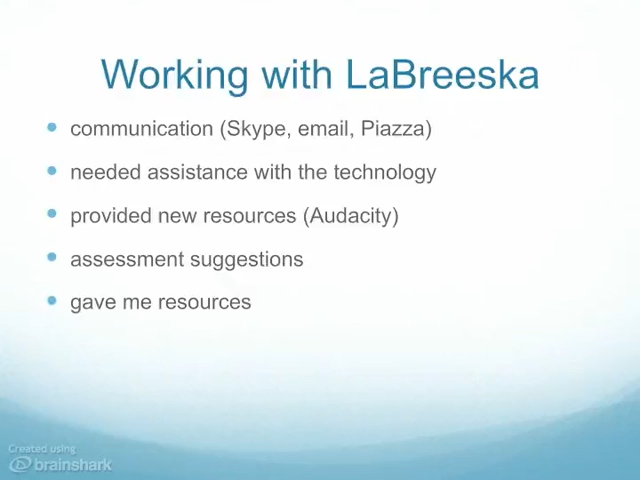 Working with LaBreeska
communication (Skype, email, Piazza)
needed assistance with the technology
provided new resources (Audacity)
assessment suggestions
gave me resources
Created using
brainshark